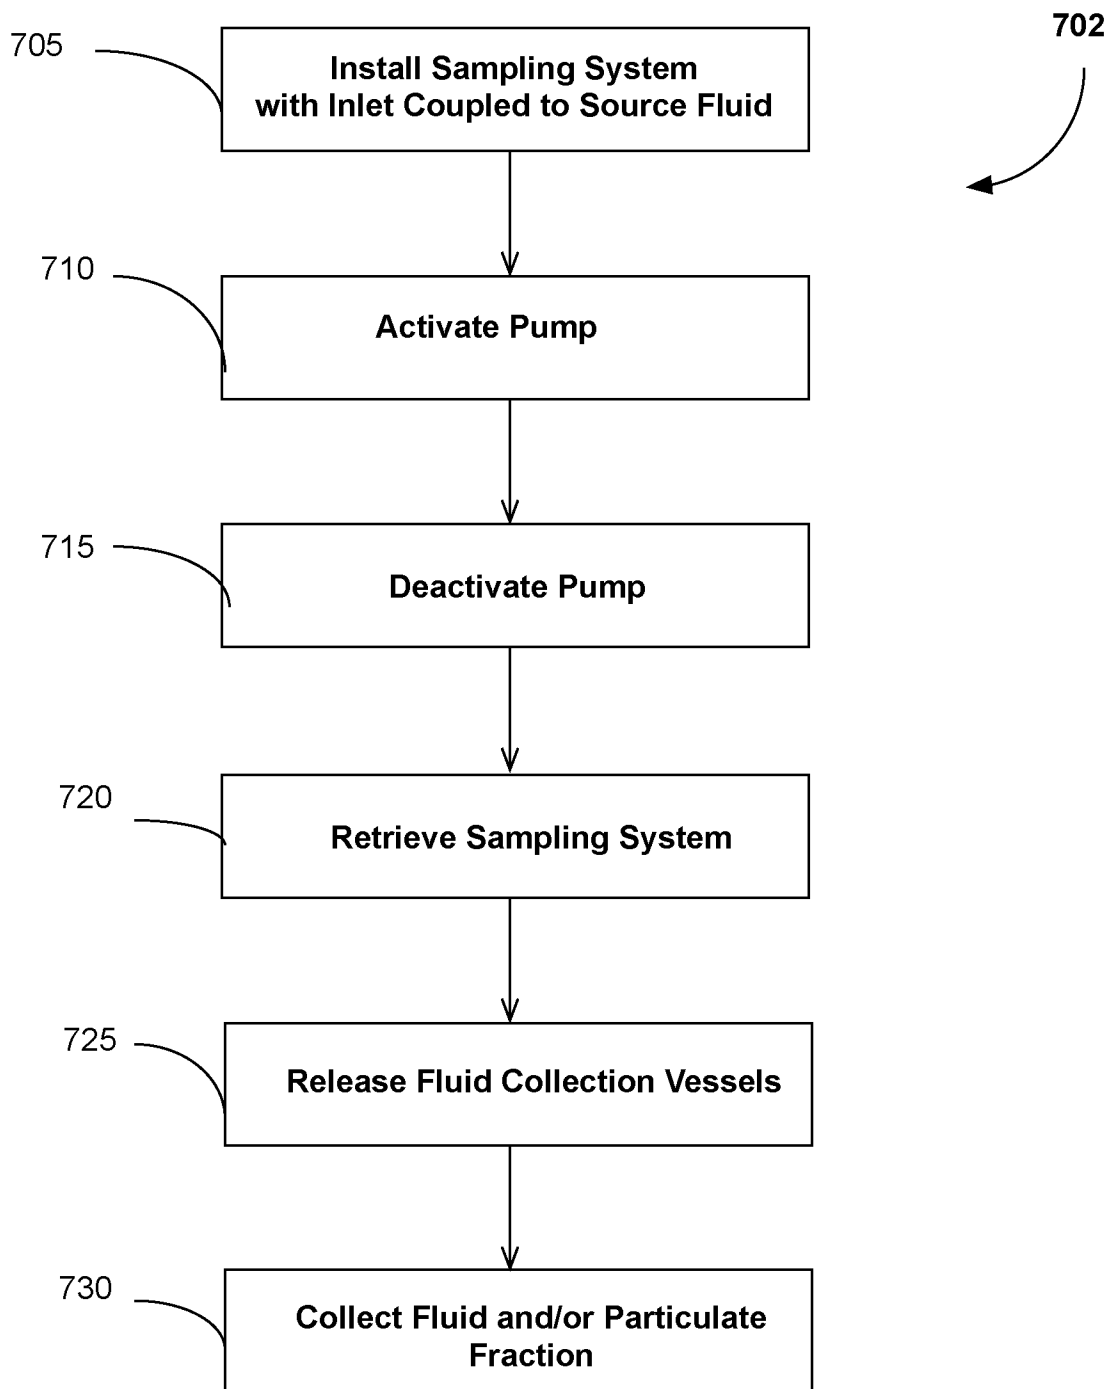 702
705
Install Sampling System
with Inlet Coupled to Source Fluid
710
Activate Pump
715
Deactivate Pump
720
Retrieve Sampling System
725
Release Fluid Collection Vessels
730
Collect Fluid and/or Particulate
Fraction